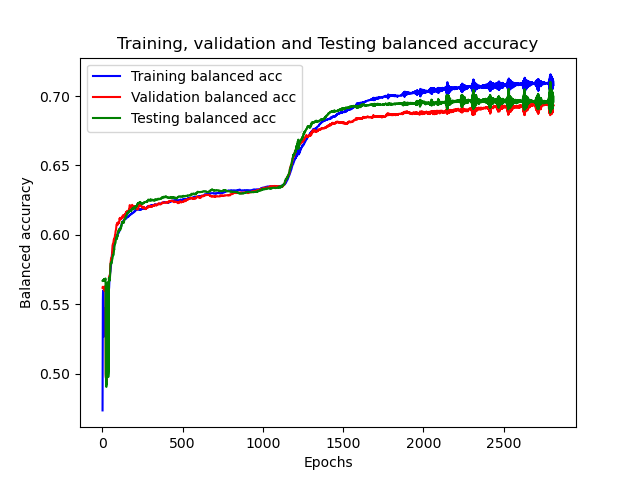 Training, validation and Testing balanced accuracy
Training balanced acc
Validation balanced acc
Testing balanced acc
Balanced accuracy
0.70
0.65
0.60
0.55
0.50
0 500 1000 1500 2000 2500
Epochs